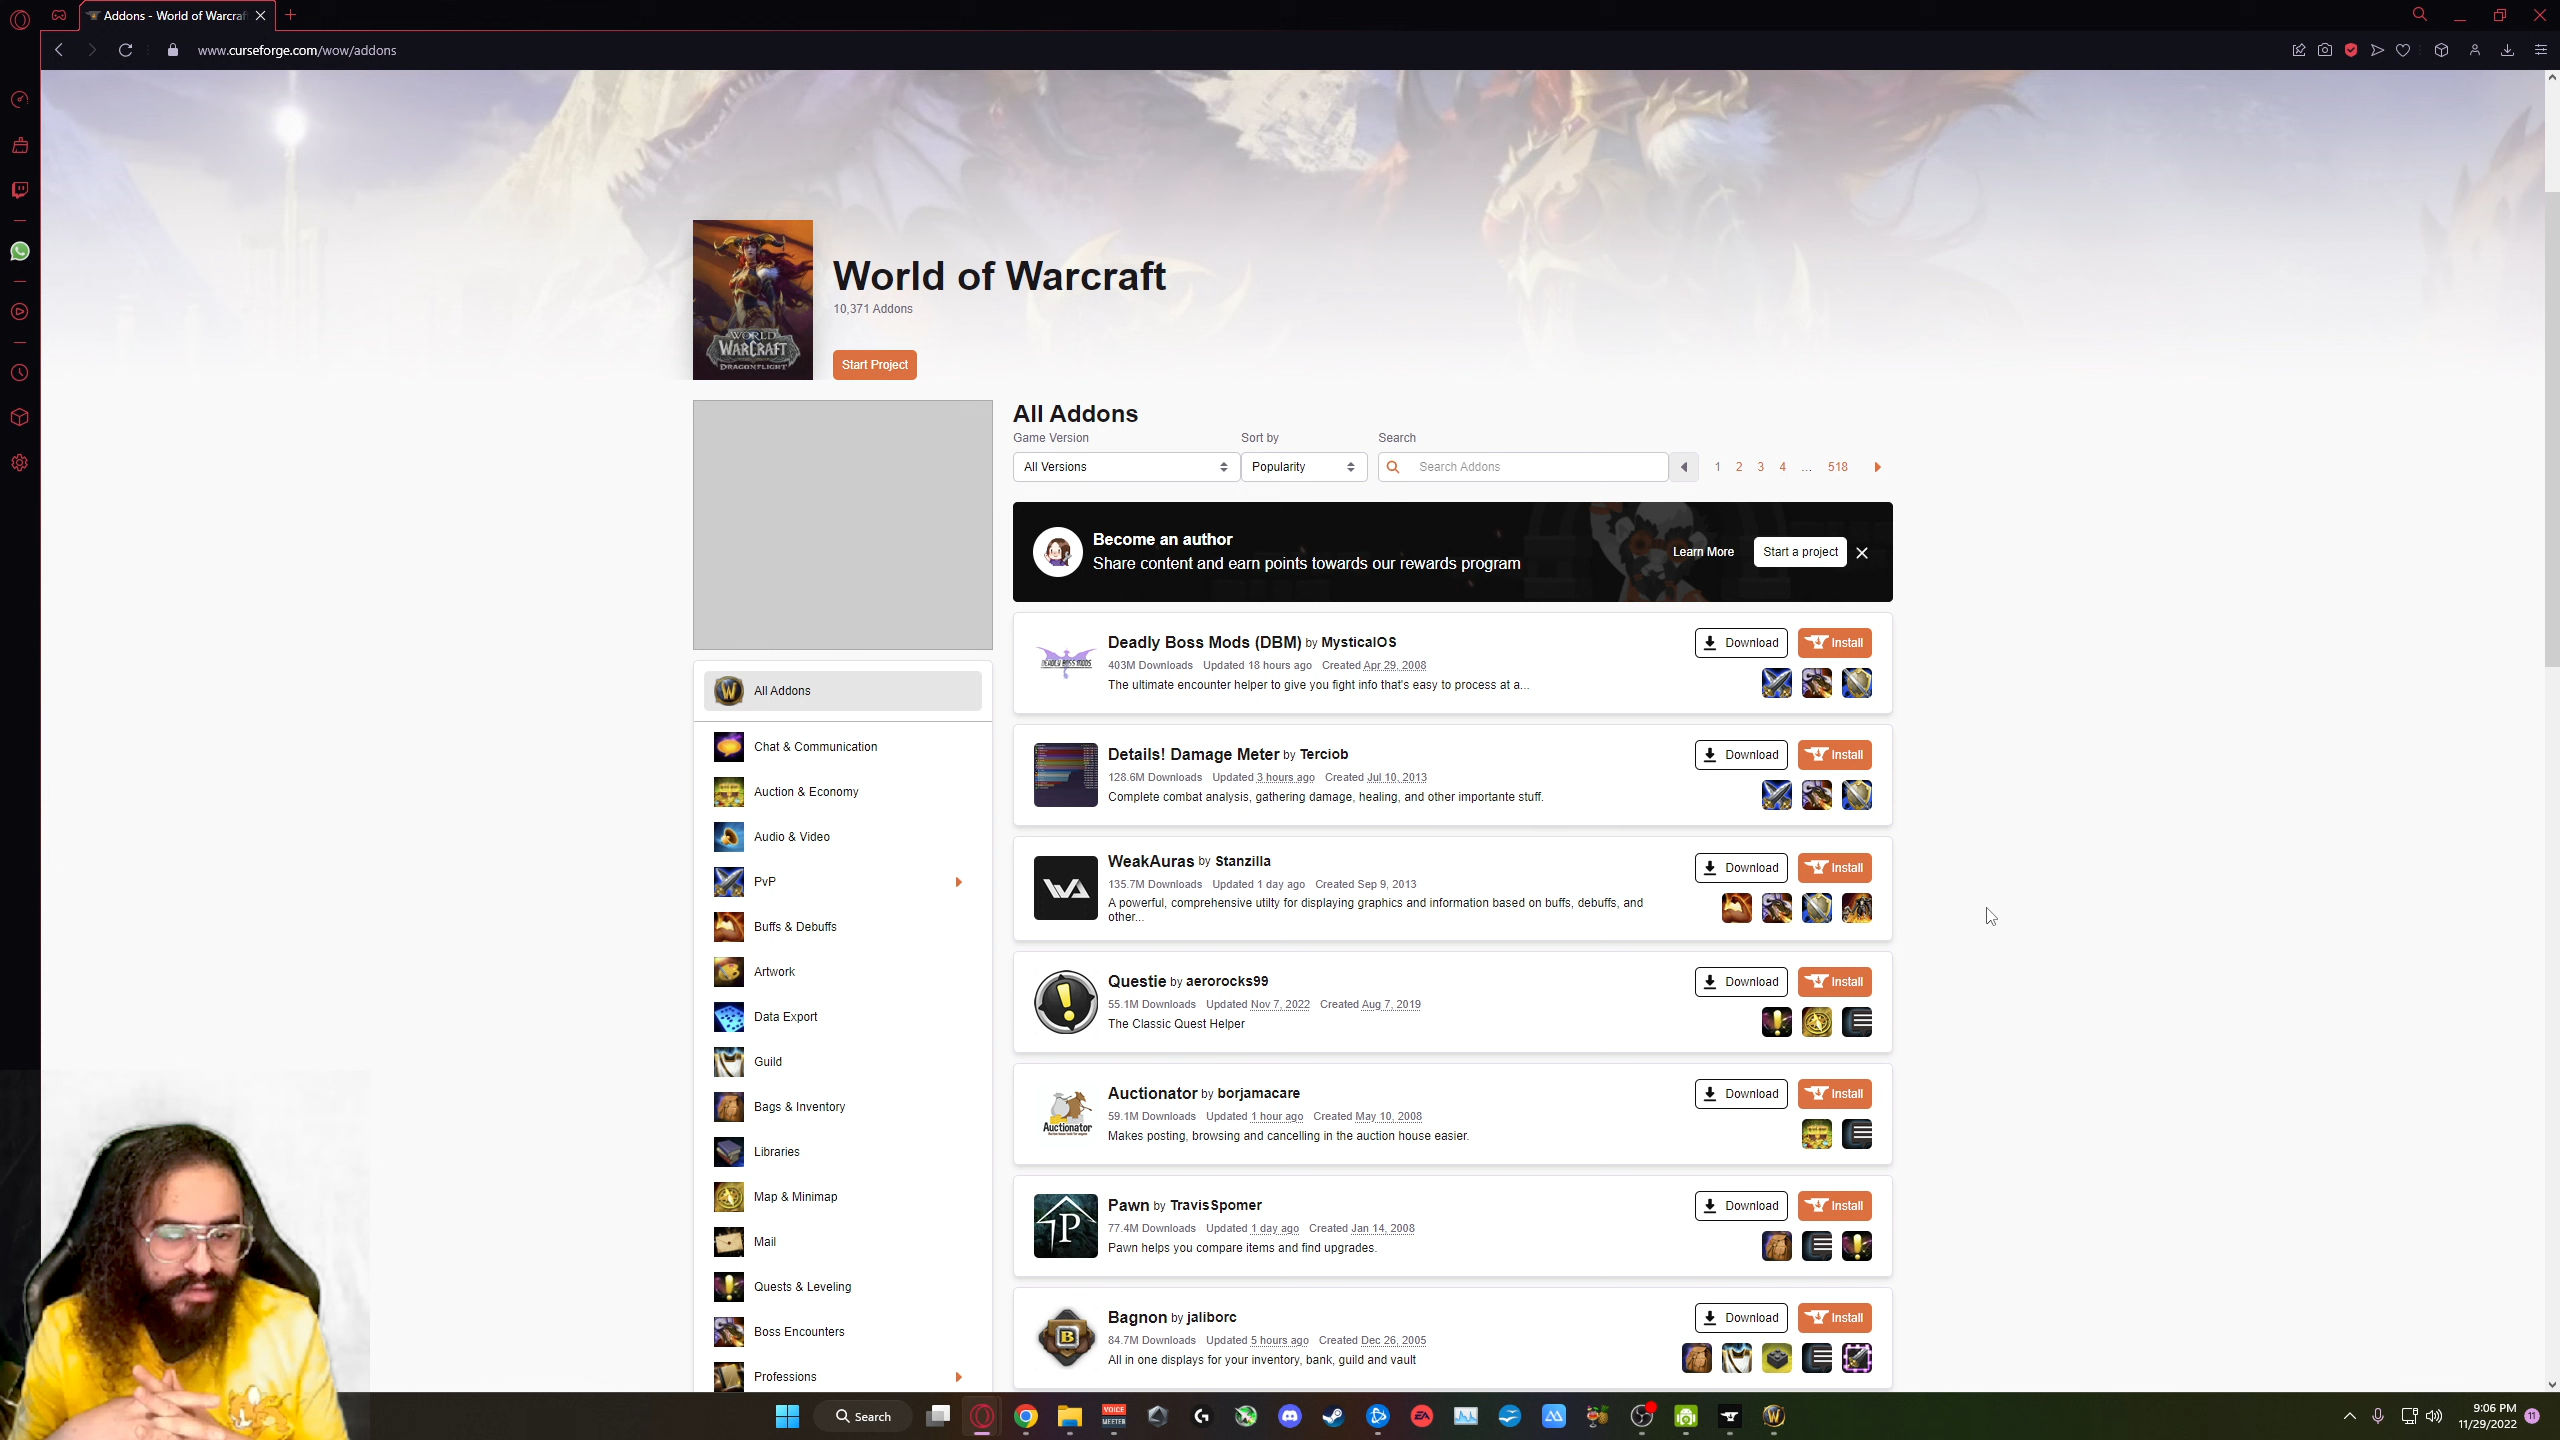 Addons - World of Warcraf
www.curseforge.com/wow/addons
WORLD
WARCRAFT
DRAGONFLIGHT
World of Warcraft
10,371 Addons
Start Project
All Addons
Game Version
Sort by
Search
All Versions
Popularity
Search Addons
1 2 3 4 ... 518
Become an author
Share content and earn points towards our rewards program
Learn More
Start a project
All Addons
Chat & Communication
Auction & Economy
Audio & Video
PvP
Buffs & Debuffs
Artwork
Data Export
Guild
Bags & Inventory
Libraries
Map & Minimap
Mail
Quests & Leveling
Boss Encounters
Professions
DEADLY BOSS MODS
Deadly Boss Mods (DBM) by MysticalOS
403M Downloads Updated 18 hours ago Created Apr 29, 2008
The ultimate encounter helper to give you fight info that's easy to process at a...
Download
Install
Details! Damage Meter by Terciob
128.6M Downloads Updated 3 hours ago Created Jul 10, 2013
Complete combat analysis, gathering damage, healing, and other importante stuff.
Download
Install
WA
WeakAuras by Stanzilla
135.7M Downloads Updated 1 day ago Created Sep 9, 2013
A powerful, comprehensive utilty for displaying graphics and information based on buffs, debuffs, and
other...
Download
Install
Questie by aerorocks99
55.1M Downloads Updated Nov 7, 2022 Created Aug 7, 2019
The Classic Quest Helper
Download
Install
Auctionator
Auctionator by borjamacare
59.1M Downloads Updated 1 hour ago Created May 10, 2008
Makes posting, browsing and cancelling in the auction house easier.
Download
Install
P
Pawn by TravisSpomer
77.4M Downloads Updated 1 day ago Created Jan 14, 2008
Pawn helps you compare items and find upgrades.
Download
Install
B
Bagnon by jaliborc
84.7M Downloads Updated 5 hours ago Created Dec 26, 2005
All in one displays for your inventory, bank, guild and vault
Download
Install
Search
VOICE
MEETER
EA
9:06 PM
11/29/2022
11